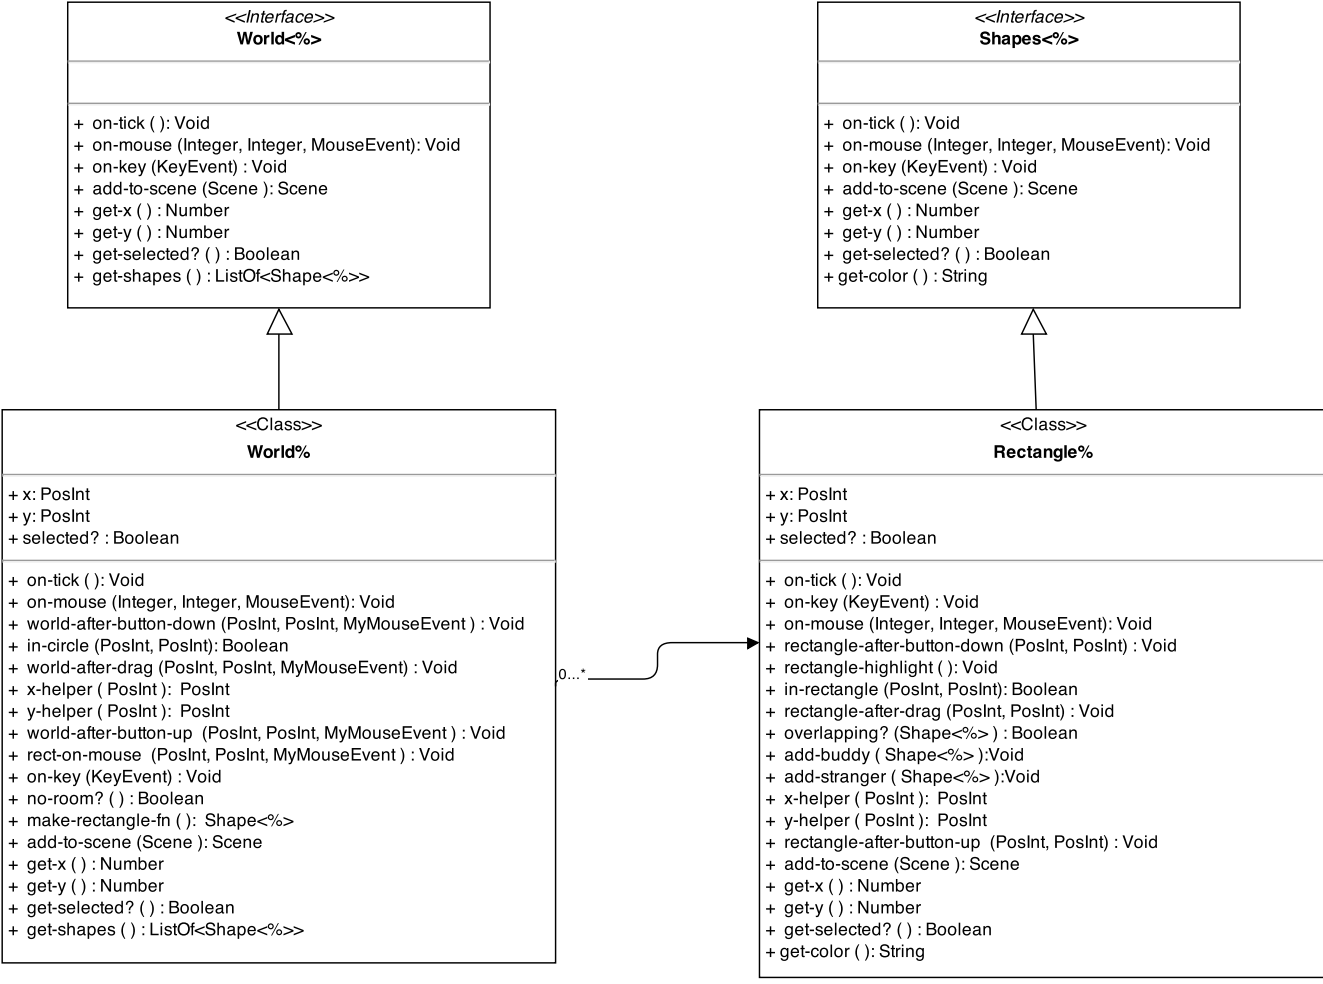 <<Interface>>
World<%>
+ on-tick ( ): Void
+ on-mouse (Integer, Integer, MouseEvent): Void
+ on-key (KeyEvent) : Void
+ add-to-scene (Scene ): Scene
+ get-x ( ) : Number
+ get-y ( ) : Number
+ get-selected? ( ) : Boolean
+ get-shapes ( ) : ListOf<Shape<%>>
<<Interface>>
Shapes<%>
+ on-tick ( ): Void
+ on-mouse (Integer, Integer, MouseEvent): Void
+ on-key (KeyEvent) : Void
+ add-to-scene (Scene ): Scene
+ get-x ( ) : Number
+ get-y ( ) : Number
+ get-selected? ( ) : Boolean
+ get-color ( ) : String
<<Class>>
World%
+ x: PosInt
+ y: PosInt
+ selected? : Boolean
+ on-tick ( ): Void
+ on-mouse (Integer, Integer, MouseEvent): Void
+ world-after-button-down (PosInt, PosInt, MyMouseEvent ) : Void
+ in-circle (PosInt, PosInt): Boolean
+ world-after-drag (PosInt, PosInt, MyMouseEvent) : Void
+ x-helper ( PosInt ): PosInt
+ y-helper ( PosInt ): PosInt
+ world-after-button-up (PosInt, PosInt, MyMouseEvent ) : Void
+ rect-on-mouse (PosInt, PosInt, MyMouseEvent ) : Void
+ on-key (KeyEvent) : Void
+ no-room? ( ) : Boolean
+ make-rectangle-fn ( ): Shape<%>
+ add-to-scene (Scene ): Scene
+ get-x ( ) : Number
+ get-y ( ) : Number
+ get-selected? ( ) : Boolean
+ get-shapes ( ) : ListOf<Shape<%>>
0...*
<<Class>>
Rectangle%
+ x: PosInt
+ y: PosInt
+ selected? : Boolean
+ on-tick ( ): Void
+ on-key (KeyEvent) : Void
+ on-mouse (Integer, Integer, MouseEvent): Void
+ rectangle-after-button-down (PosInt, PosInt) : Void
+ rectangle-highlight ( ): Void
+ in-rectangle (PosInt, PosInt): Boolean
+ rectangle-after-drag (PosInt, PosInt) : Void
+ overlapping? (Shape<%> ) : Boolean
+ add-buddy ( Shape<%> ):Void
+ add-stranger ( Shape<%> ):Void
+ x-helper ( PosInt ): PosInt
+ y-helper ( PosInt ): PosInt
+ rectangle-after-button-up (PosInt, PosInt) : Void
+ add-to-scene (Scene ): Scene
+ get-x ( ) : Number
+ get-y ( ) : Number
+ get-selected? ( ) : Boolean
+ get-color ( ): String